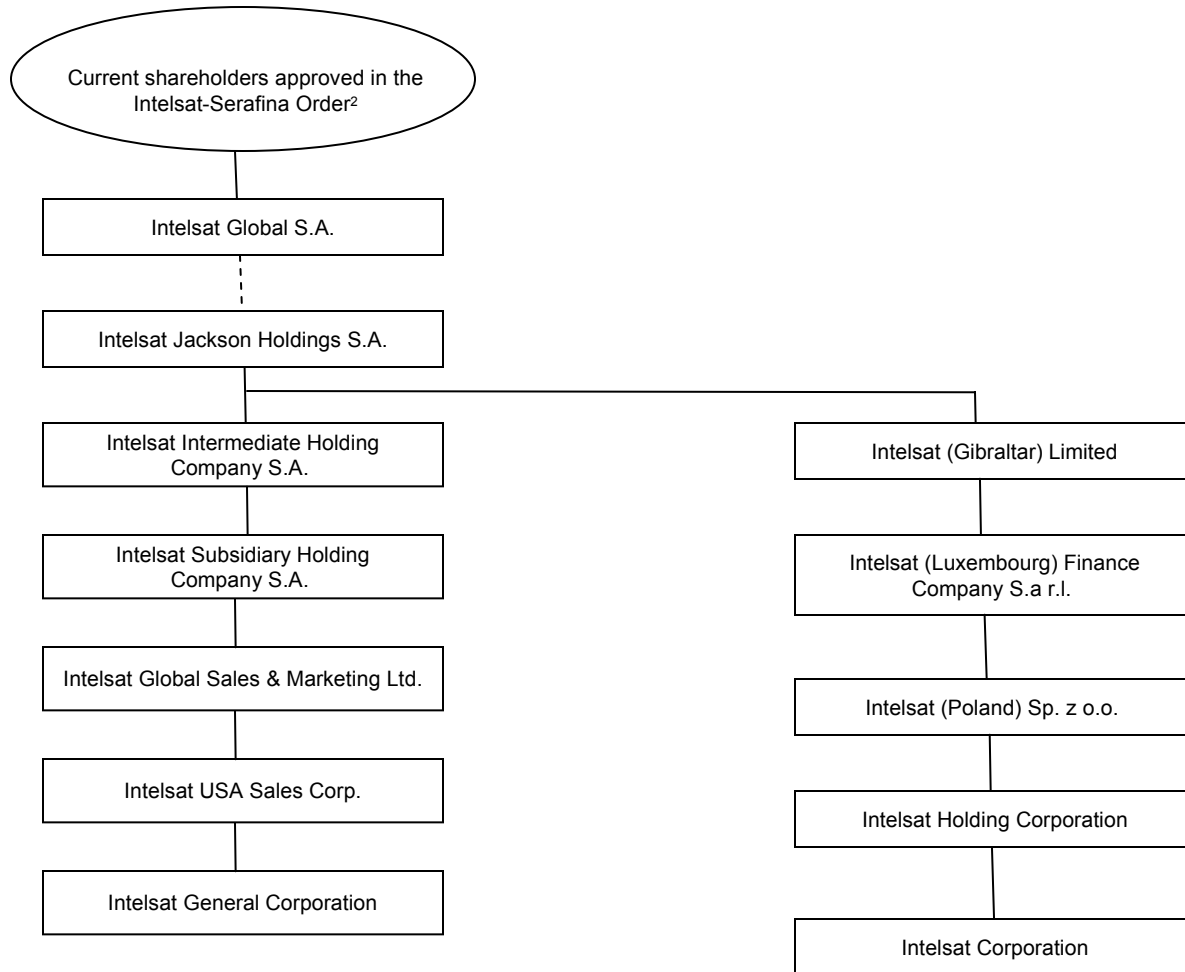 Current shareholders approved in the
Intelsat-Serafina Order²
Intelsat Global S.A.
Intelsat Jackson Holdings S.A.
Intelsat Intermediate Holding
Company S.A.
Intelsat Subsidiary Holding
Company S.A.
Intelsat Global Sales & Marketing Ltd.
Intelsat USA Sales Corp.
Intelsat General Corporation
Intelsat (Gibraltar) Limited
Intelsat (Luxembourg) Finance
Company S.a r.l.
Intelsat (Poland) Sp. z o.o.
Intelsat Holding Corporation
Intelsat Corporation